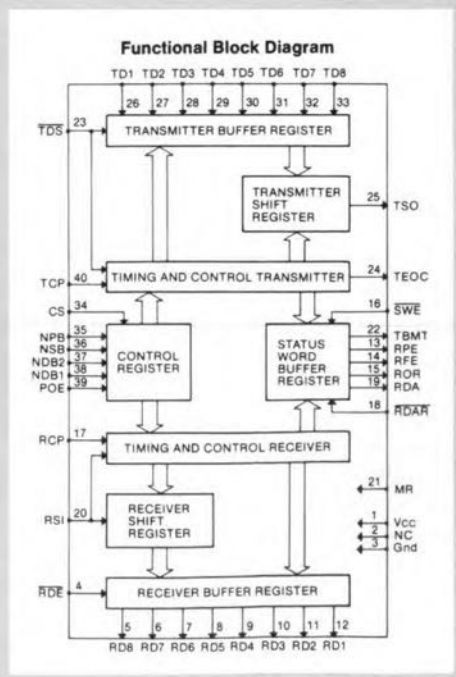 Functional Block Diagram
TD1 TD2 TD3 TD4 TD5 TD6 TD7 TD8
26 27 28 29 30 31 32 33
TDS 23
TRANSMITTER BUFFER REGISTER
TRANSMITTER
SHIFT
REGISTER
25 TSO
TCP 40
TIMING AND CONTROL TRANSMITTER
24 TEOC
CS 34
16 SWE
NPB 35
NSB 36
NDB2 37
NDB1 38
POE 39
CONTROL
REGISTER
STATUS
WORD
BUFFER
REGISTER
22 TBMT
13 RPE
14 RFE
15 ROR
19 RDA
18 RDAR
RCP 17
TIMING AND CONTROL RECEIVER
21 MR
RSI 20
RECEIVER
SHIFT
REGISTER
1 Vcc
2 NC
3 Gnd
RDE 4
RECEIVER BUFFER REGISTER
5 6 7 8 9 10 11 12
RD8 RD7 RD6 RD5 RD4 RD3 RD2 RD1